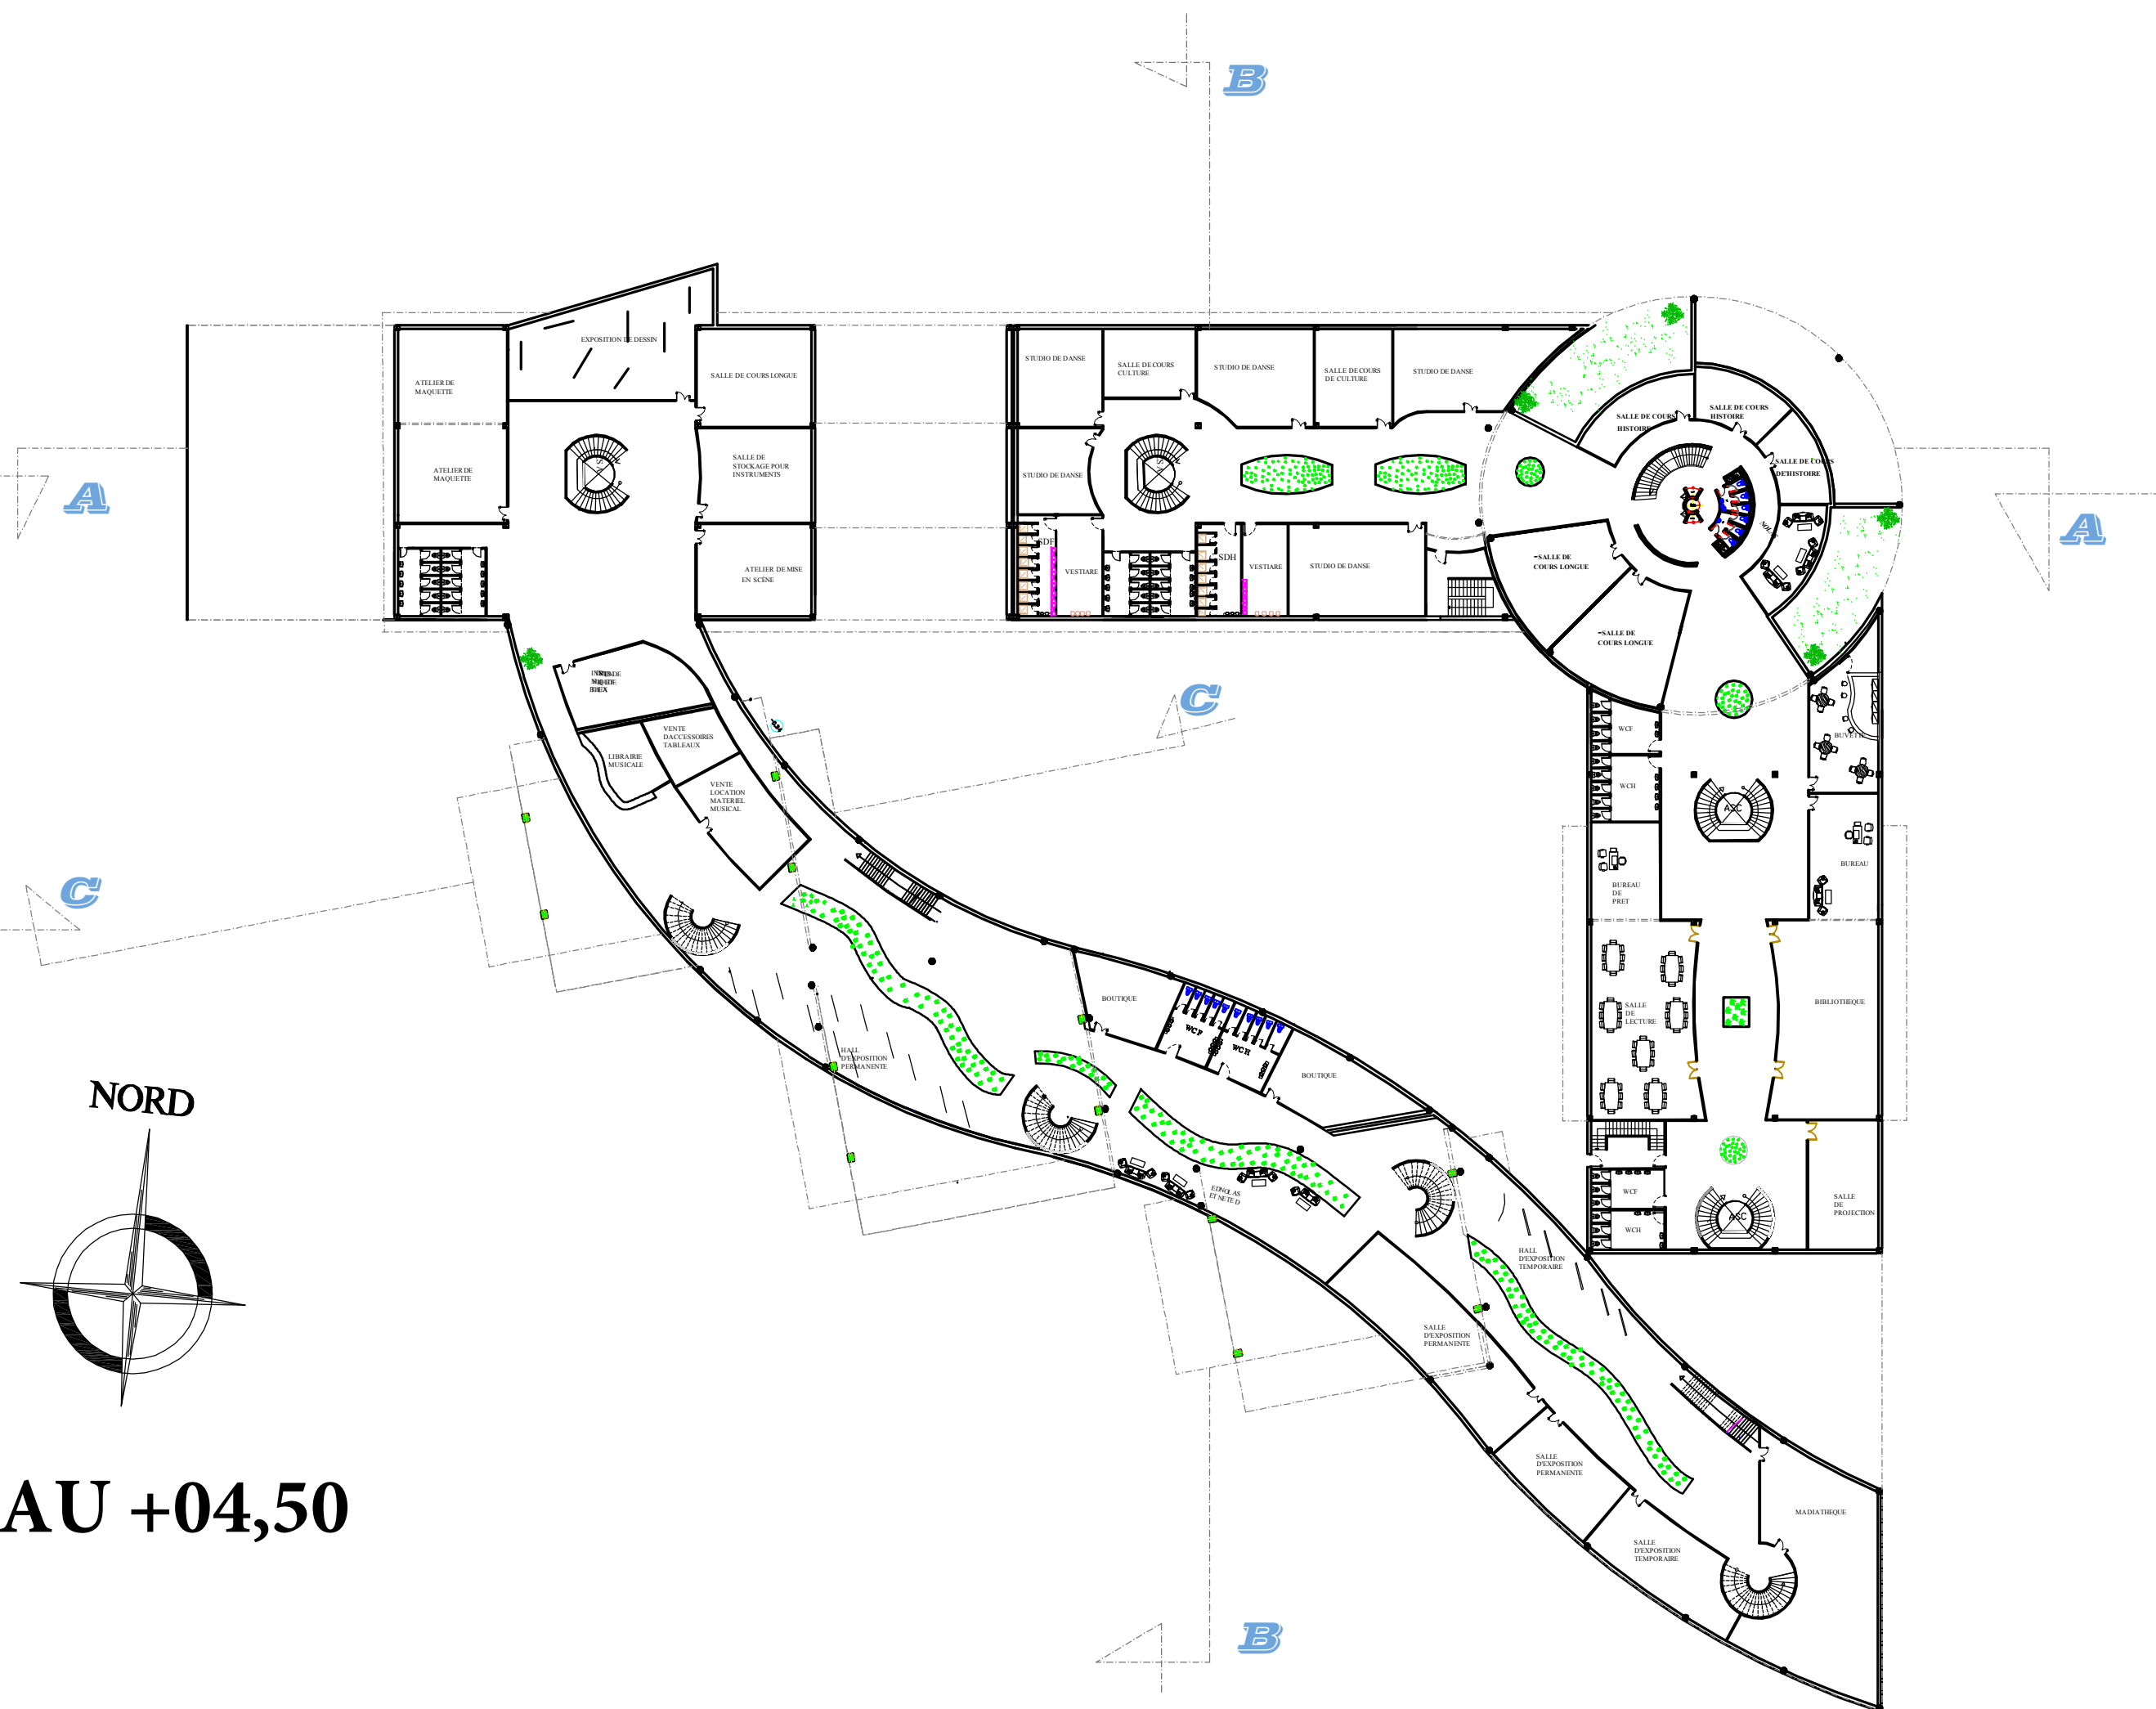 B
EXPOSITION DE DESSIN
ATELIER DE
MAQUETTE
SALLE DE COURS LONGUE
STUDIO DE DANSE
SALLE DE COURS
CULTURE
STUDIO DE DANSE
SALLE DE COURS
DE CULTURE
STUDIO DE DANSE
SALLE DE COURS
HISTOIRE
SALLE DE COURS
HISTOIRE
SALLE DE COURS
DE'HISTOIRE
ATELIER DE
MAQUETTE
SALLE DE
STOCKAGE POUR
INSTRUMENTS
STUDIO DE DANSE
A
A
SDF
VESTIARE
SDH
VESTIARE
STUDIO DE DANSE
ATELIER DE MISE
EN SCÈNE
-SALLE DE
COURS LONGUE
-SALLE DE
COURS LONGUE
C
VENTE
DACCESSOIRES
TABLEAUX
LIBRAIRIE
MUSICALE
VENTE
LOCATION
MATERIEL
MUSICAL
WCF
WCH
BUVETTE
ASC
BUREAU
BUREAU
DE
PRET
C
BOUTIQUE
WCF
WCH
BOUTIQUE
SALLE
DE
LECTURE
BIBLIOTHEQUE
HALL
D'EXPOSITION
PERMANENTE
NORD
WCF
WCH
ASC
SALLE
DE
PROJECTION
EDNOLAS
ET NETED
HALL
D'EXPOSITION
TEMPORAIRE
SALLE
D'EXPOSITION
PERMANENTE
SALLE
D'EXPOSITION
PERMANENTE
MADIATHEQUE
SALLE
D'EXPOSITION
TEMPORAIRE
AU +04,50
B